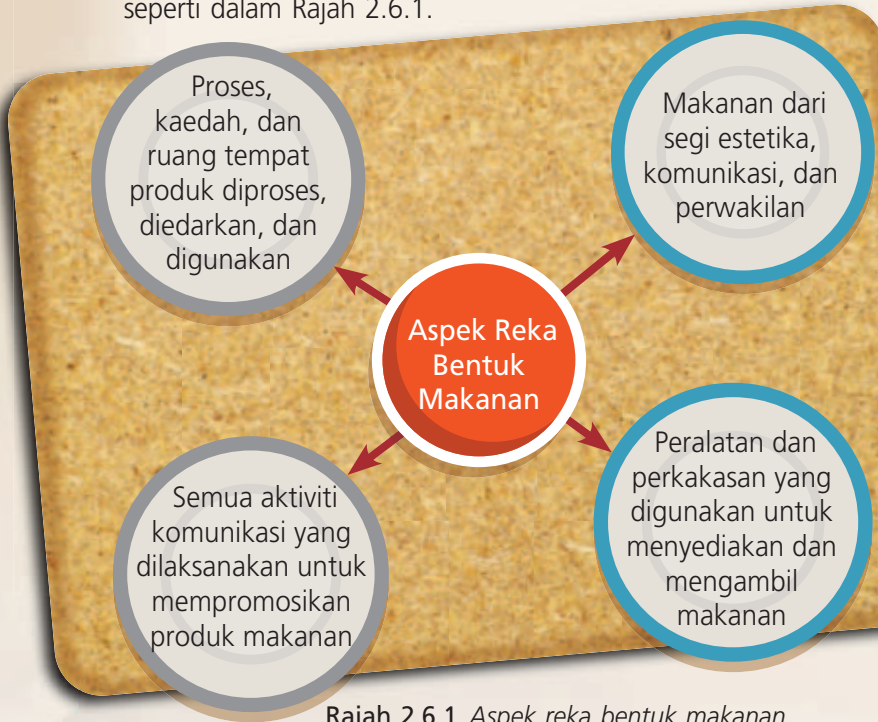 seperti dalam Rajah 2.6.1.
Proses,
kaedah, dan
ruang tempat
produk diproses,
diedarkan, dan
digunakan
Makanan dari
segi estetika,
komunikasi, dan
perwakilan
Aspek Reka
Bentuk
Makanan
Semua aktiviti
komunikasi yang
dilaksanakan untuk
mempromosikan
produk makanan
Peralatan dan
perkakasan yang
digunakan untuk
menyediakan dan
mengambil
makanan
Rajah 2.6.1 Aspek reka bentuk makanan